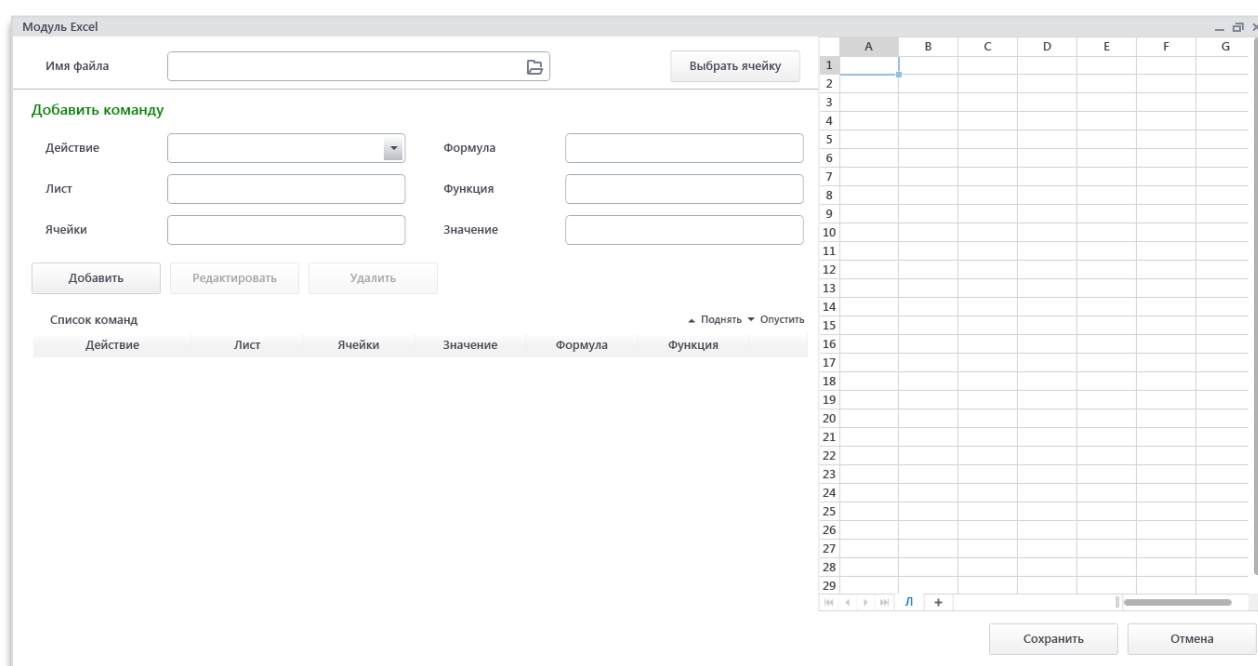 Модуль Excel
Имя файла
Выбрать ячейку
Добавить команду
Действие
Формула
Лист
Функция
Ячейки
Значение
Добавить Редактировать Удалить
Список команд
Поднять Опустить
Действие Лист Ячейки Значение Формула Функция
A B C D E F G
1
2
3
4
5
6
7
8
9
10
11
12
13
14
15
16
17
18
19
20
21
22
23
24
25
26
27
28
29
Л +
Сохранить Отмена